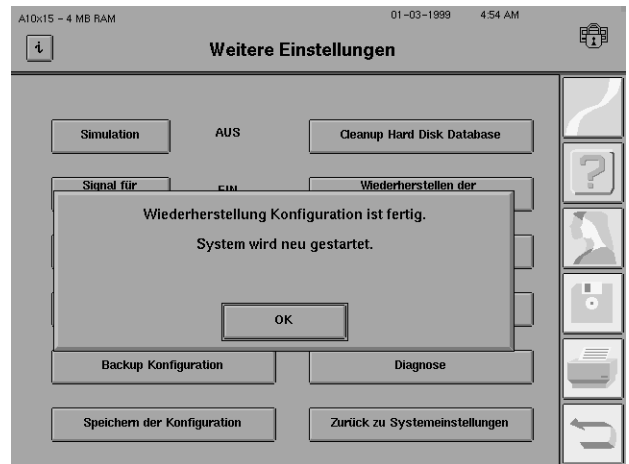 A10x15 – 4 MB RAM 01-03-1999 4:54 AM
i Weitere Einstellungen
Simulation AUS Cleanup Hard Disk Database
Signal für EIN Wiederherstellen der
Wiederherstellung Konfiguration ist fertig.
System wird neu gestartet.
OK
Backup Konfiguration Diagnose
Speichern der Konfiguration Zurück zu Systemeinstellungen